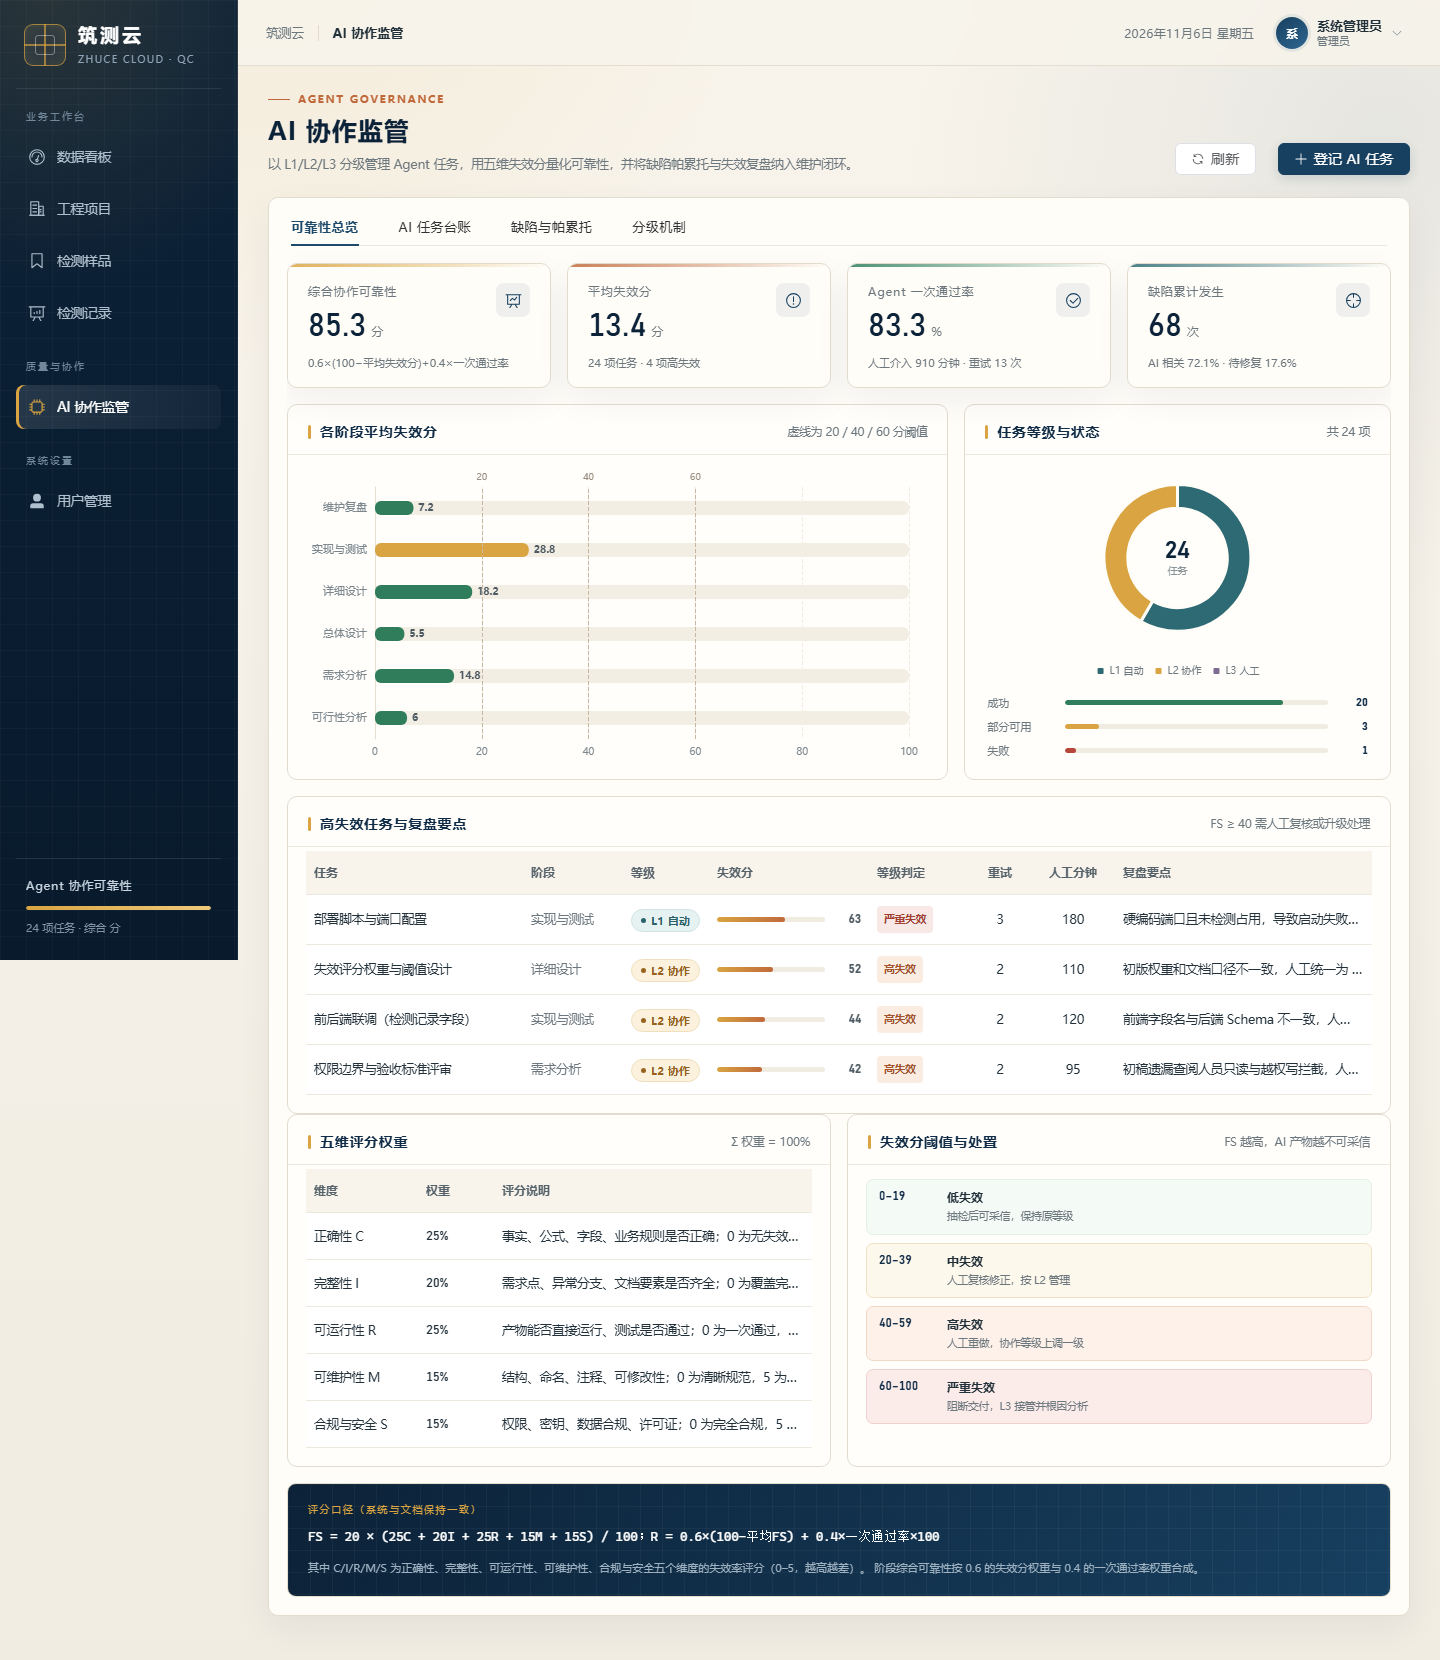 筑测云
ZHUCE CLOUD · QC
业务工作台
数据看板
工程项目
检测样品
检测记录
质量与协作
AI 协作监管
系统设置
用户管理
Agent 协作可靠性
24 项任务 · 综合 分
筑测云
AI 协作监管
2026年11月6日 星期五
系
系统管理员
管理员
AGENT GOVERNANCE
AI 协作监管
以 L1/L2/L3 分级管理 Agent 任务，用五维失效分量化可靠性，并将缺陷帕累托与失效复盘纳入维护闭环。
刷新
登记 AI 任务
可靠性总览
AI 任务台账
缺陷与帕累托
分级机制
综合协作可靠性
85.3 分
0.6×(100−平均失效分)+0.4×一次通过率
平均失效分
13.4 分
24 项任务 · 4 项高失效
Agent 一次通过率
83.3 %
人工介入 910 分钟 · 重试 13 次
缺陷累计发生
68 次
AI 相关 72.1% · 待修复 17.6%
各阶段平均失效分
虚线为 20 / 40 / 60 分阈值
20 40 60
维护复盘 7.2
实现与测试 28.8
详细设计 18.2
总体设计 5.5
需求分析 14.8
可行性分析 6
0 20 40 60 80 100
任务等级与状态
共 24 项
24
任务
L1 自动 L2 协作 L3 人工
成功 20
部分可用 3
失败 1
高失效任务与复盘要点
FS ≥ 40 需人工复核或升级处理
任务 阶段 等级 失效分 等级判定 重试 人工分钟 复盘要点
部署脚本与端口配置 实现与测试 L1 自动 63 严重失效 3 180 硬编码端口且未检测占用，导致启动失败...
失效评分权重与阈值设计 详细设计 L2 协作 52 高失效 2 110 初版权重和文档口径不一致，人工统一为 ...
前后端联调（检测记录字段） 实现与测试 L2 协作 44 高失效 2 120 前端字段名与后端 Schema 不一致，人...
权限边界与验收标准评审 需求分析 L2 协作 42 高失效 2 95 初稿遗漏查阅人员只读与越权写拦截，人...
五维评分权重
Σ 权重 = 100%
维度 权重 评分说明
正确性 C 25% 事实、公式、字段、业务规则是否正确；0 为无失效...
完整性 I 20% 需求点、异常分支、文档要素是否齐全；0 为覆盖完...
可运行性 R 25% 产物能否直接运行、测试是否通过；0 为一次通过，...
可维护性 M 15% 结构、命名、注释、可修改性；0 为清晰规范，5 为...
合规与安全 S 15% 权限、密钥、数据合规、许可证；0 为完全合规，5 ...
失效分阈值与处置
FS 越高，AI 产物越不可采信
0–19 低失效
抽检后可采信，保持原等级
20–39 中失效
人工复核修正，按 L2 管理
40–59 高失效
人工重做，协作等级上调一级
60–100 严重失效
阻断交付，L3 接管并根因分析
评分口径（系统与文档保持一致）
FS = 20 × (25C + 20I + 25R + 15M + 15S) / 100；R = 0.6×(100−平均FS) + 0.4×一次通过率×100
其中 C/I/R/M/S 为正确性、完整性、可运行性、可维护性、合规与安全五个维度的失效率评分（0–5，越高越差）。 阶段综合可靠性按 0.6 的失效分权重与 0.4 的一次通过率权重合成。